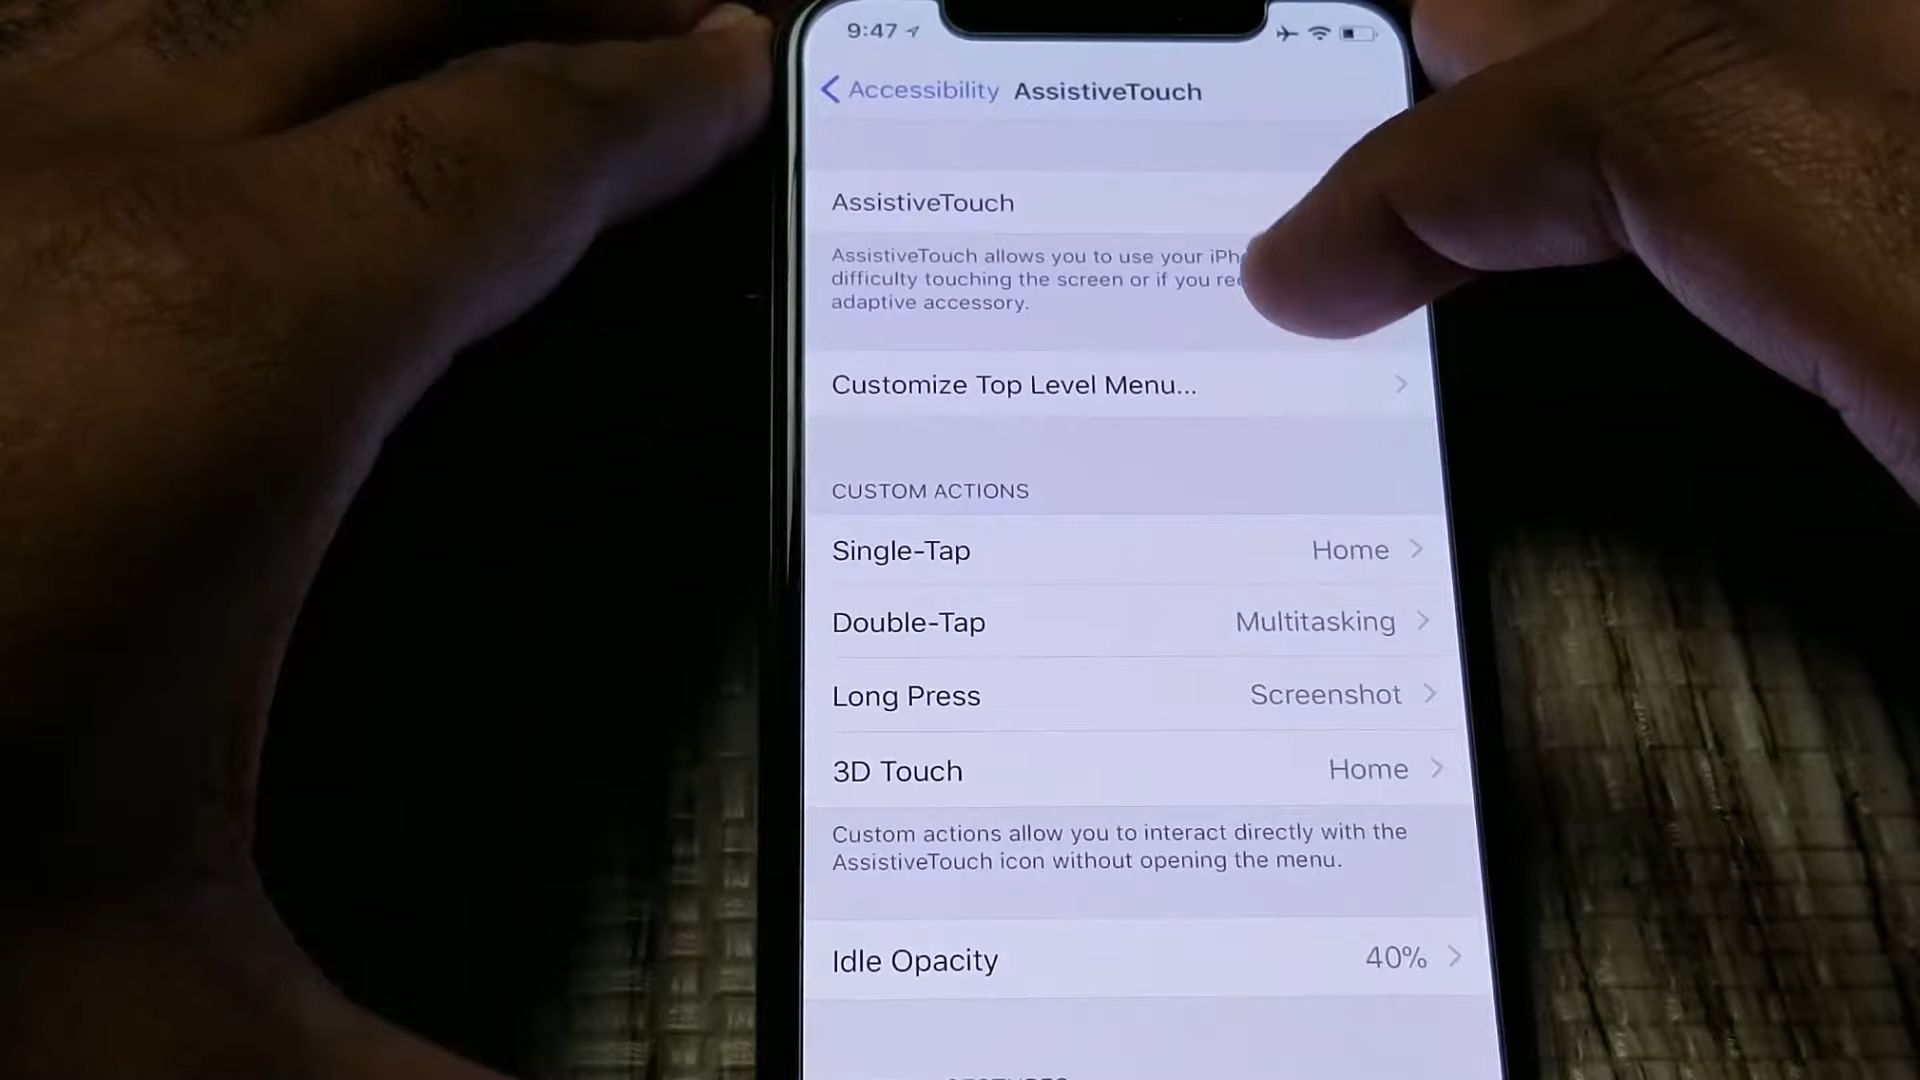 9:47
Accessibility AssistiveTouch
AssistiveTouch
AssistiveTouch allows you to use your
difficulty touching the screen or if you
adaptive accessory.
Customize Top Level Menu...
CUSTOM ACTIONS
Single-Tap Home
Double-Tap Multitasking
Long Press Screenshot
3D Touch Home
Custom actions allow you to interact directly with the
AssistiveTouch icon without opening the menu.
Idle Opacity 40%